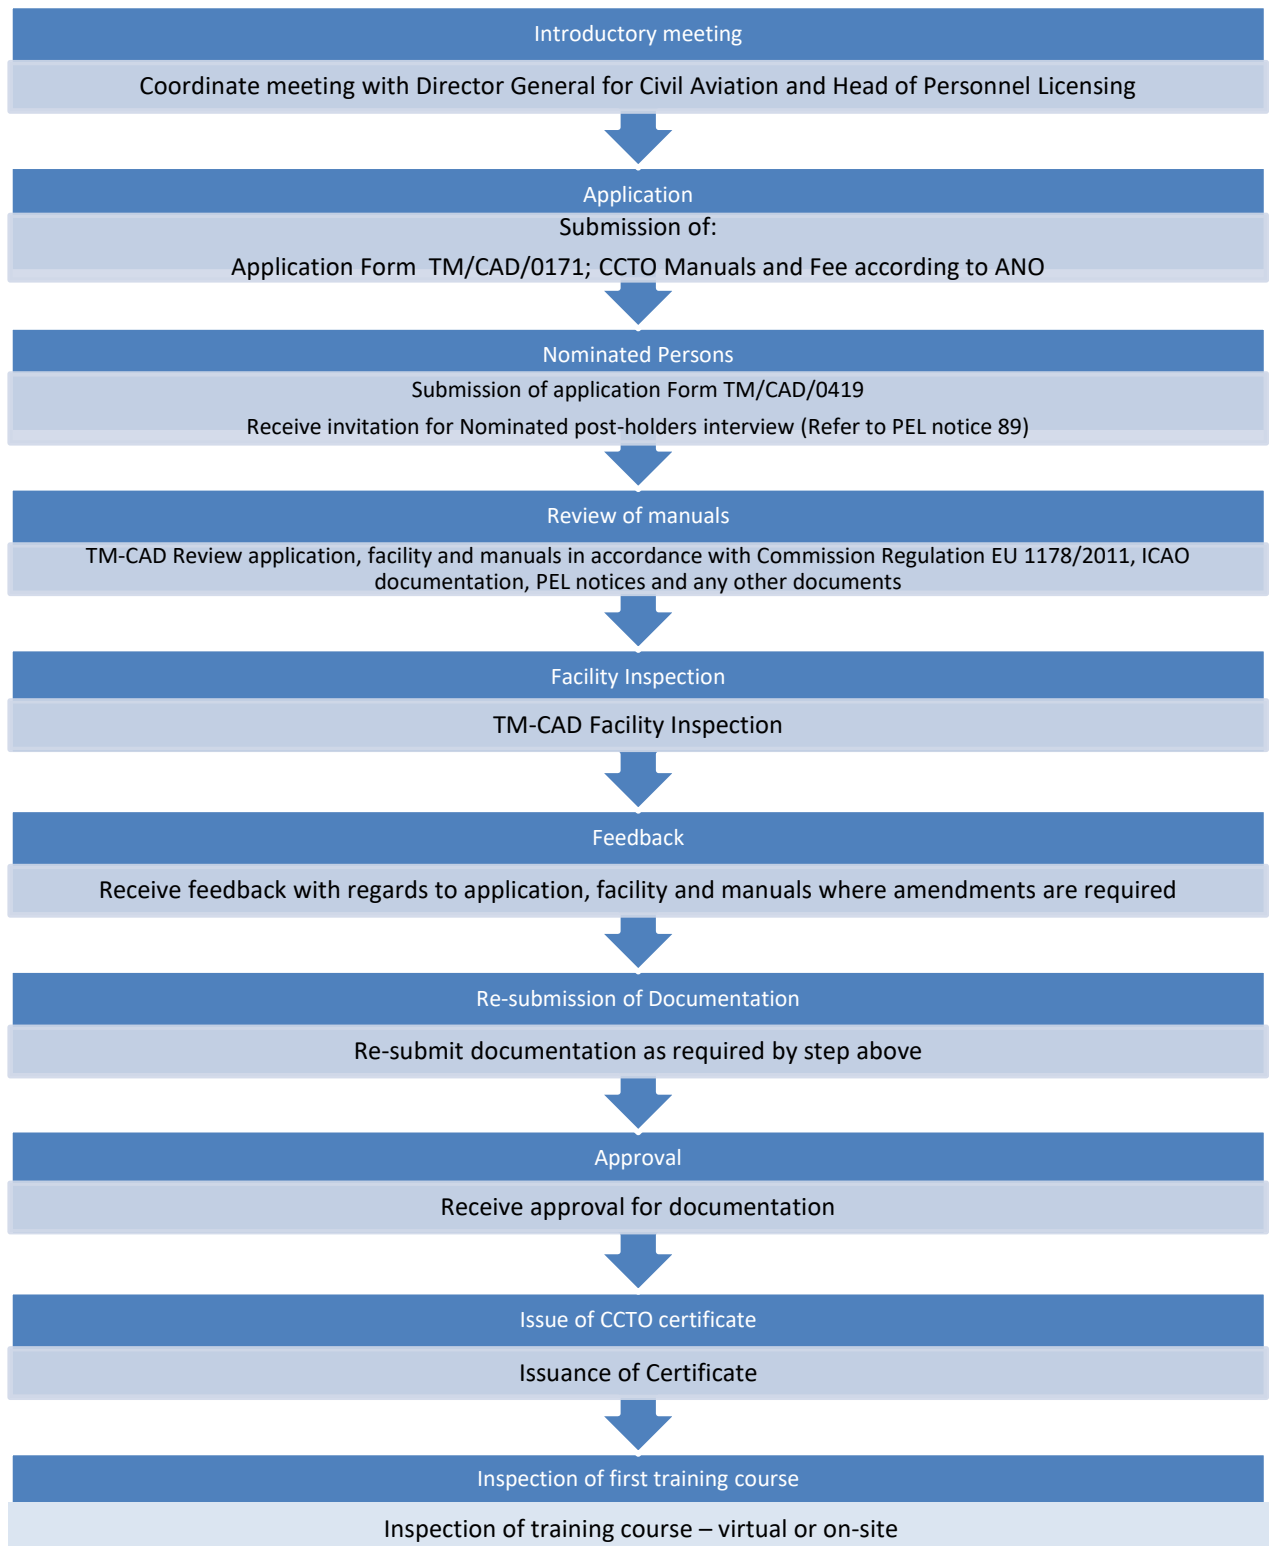 Introductory meeting
Coordinate meeting with Director General for Civil Aviation and Head of Personnel Licensing
Application
Submission of:
Application Form TM/CAD/0171; CCTO Manuals and Fee according to ANO
Nominated Persons
Submission of application Form TM/CAD/0419
Receive invitation for Nominated post-holders interview (Refer to PEL notice 89)
Review of manuals
TM-CAD Review application, facility and manuals in accordance with Commission Regulation EU 1178/2011, ICAO
documentation, PEL notices and any other documents
Facility Inspection
TM-CAD Facility Inspection
Feedback
Receive feedback with regards to application, facility and manuals where amendments are required
Re-submission of Documentation
Re-submit documentation as required by step above
Approval
Receive approval for documentation
Issue of CCTO certificate
Issuance of Certificate
Inspection of first training course
Inspection of training course – virtual or on-site